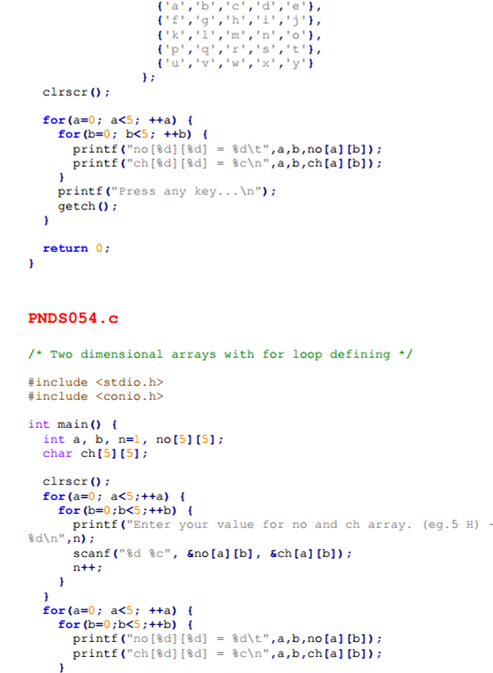 {'a','b','c','d','e'},
{'f','g','h','i','j'},
{'k','l','m','n','o'},
{'p','q','r','s','t'},
{'u','v','w','x','y'}
};
clrscr();
for(a=0; a<5; ++a) {
for(b=0; b<5; ++b) {
printf("no[%d][%d] = %d\t",a,b,no[a][b]);
printf("ch[%d][%d] = %c\n",a,b,ch[a][b]);
}
printf("Press any key...\n");
getch();
}
return 0;
}
PNDS054.c
/* Two dimensional arrays with for loop defining */
#include <stdio.h>
#include <conio.h>
int main() {
int a, b, n=1, no[5][5];
char ch[5][5];
clrscr();
for(a=0; a<5;++a) {
for(b=0;b<5;++b) {
printf("Enter your value for no and ch array. (eg.5 H) -
%d\n",n);
scanf("%d %c", &no[a][b], &ch[a][b]);
n++;
}
}
for(a=0; a<5; ++a) {
for(b=0;b<5;++b) {
printf("no[%d][%d] = %d\t",a,b,no[a][b]);
printf("ch[%d][%d] = %c\n",a,b,ch[a][b]);
}